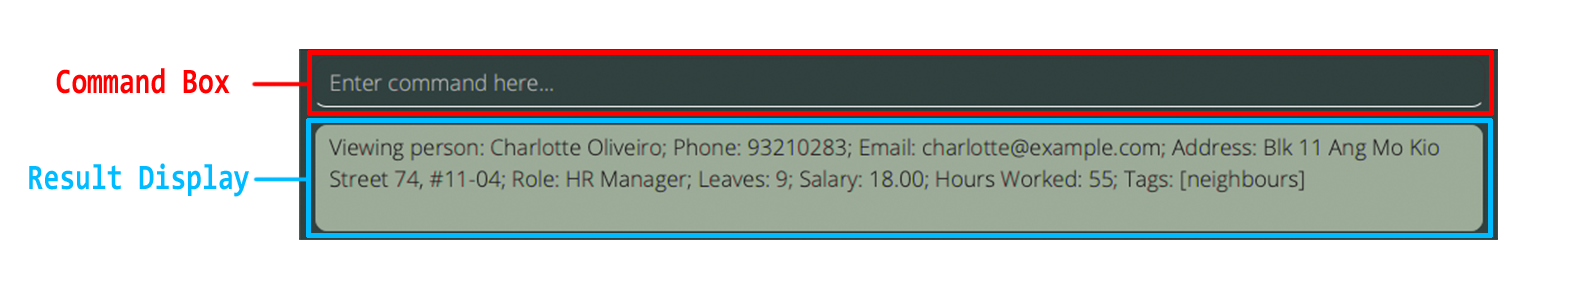 Command Box
Enter command here...
Result Display
Viewing person: Charlotte Oliveiro; Phone: 93210283; Email: charlotte@example.com; Address: Blk 11 Ang Mo Kio
Street 74, #11-04; Role: HR Manager; Leaves: 9; Salary: 18.00; Hours Worked: 55; Tags: [neighbours]